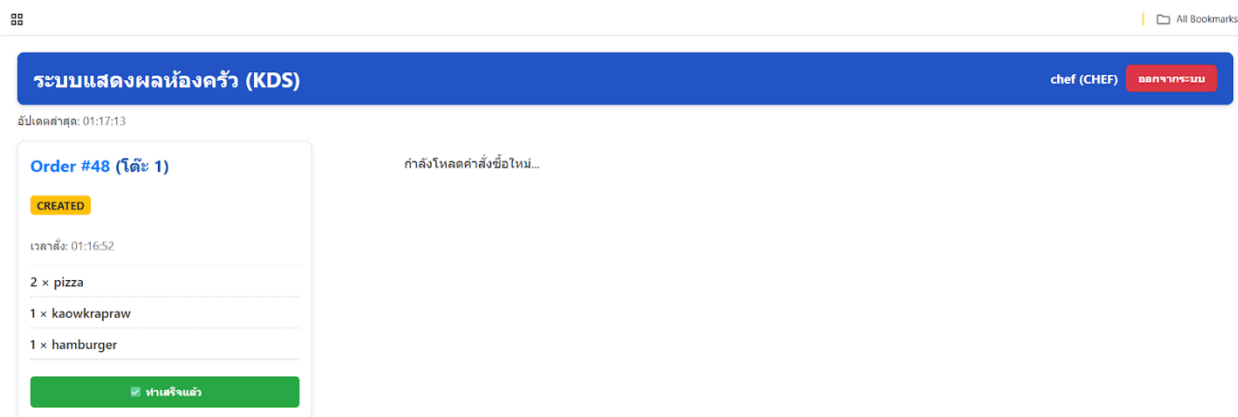 All Bookmarks
ระบบแสดงผลห้องครัว (KDS)
chef (CHEF)
ออกจากระบบ
อัปเดตล่าสุด: 01:17:13
Order #48 (โต๊ะ 1)
CREATED
เวลาสั่ง: 01:16:52
2 × pizza
1 × kaowkrapraw
1 × hamburger
✅ ทำเสร็จแล้ว
กำลังโหลดคำสั่งซื้อใหม่...